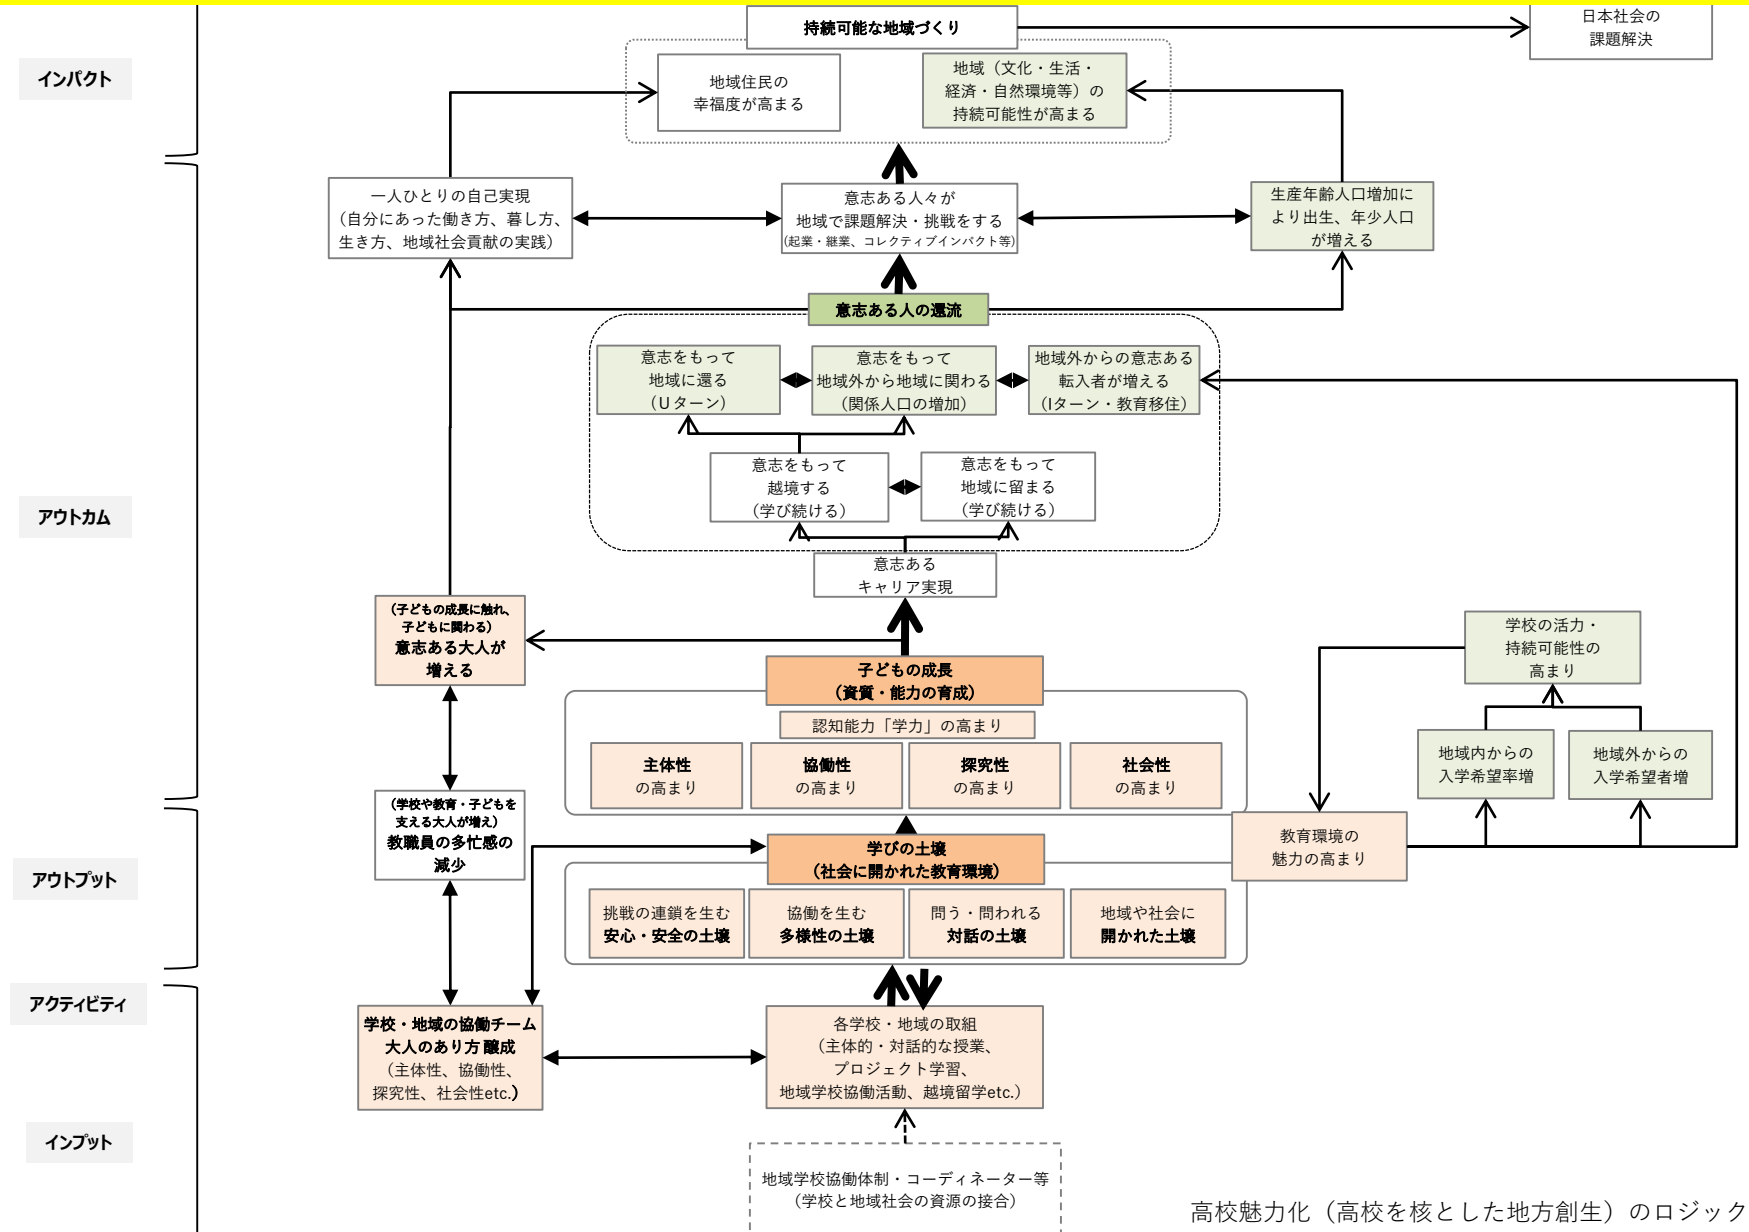 持続可能な地域づくり
日本社会の
課題解決
インパクト
地域住民の
幸福度が高まる
地域（文化・生活・
経済・自然環境等）の
持続可能性が高まる
一人ひとりの自己実現
（自分にあった働き方、暮し方、
生き方、地域社会貢献の実践）
意志ある人々が
地域で課題解決・挑戦をする
（起業・継業、コレクティブインパクト等）
生産年齢人口増加に
より出生、年少人口
が増える
意志ある人の還流
意志をもって
地域に還る
（Uターン）
意志をもって
地域外から地域に関わる
（関係人口の増加）
地域外からの意志ある
転入者が増える
（Iターン・教育移住）
アウトカム
意志をもって
越境する
（学び続ける）
意志をもって
地域に留まる
（学び続ける）
意志ある
キャリア実現
（子どもの成長に触れ、
子どもに関わる）
意志ある大人が
増える
学校の活力・
持続可能性の
高まり
子どもの成長
（資質・能力の育成）
認知能力「学力」の高まり
主体性
の高まり
協働性
の高まり
探究性
の高まり
社会性
の高まり
地域内からの
入学希望率増
地域外からの
入学希望者増
（学校や教育・子どもを
支える大人が増え）
教職員の多忙感の
減少
学びの土壌
（社会に開かれた教育環境）
教育環境の
魅力の高まり
アウトプット
挑戦の連鎖を生む
安心・安全の土壌
協働を生む
多様性の土壌
問う・問われる
対話の土壌
地域や社会に
開かれた土壌
アクティビティ
学校・地域の協働チーム
大人のあり方醸成
（主体性、協働性、
探究性、社会性etc.）
各学校・地域の取組
（主体的・対話的な授業、
プロジェクト学習、
地域学校協働活動、越境留学etc.）
インプット
地域学校協働体制・コーディネーター等
（学校と地域社会の資源の接合）
高校魅力化（高校を核とした地方創生）のロジック